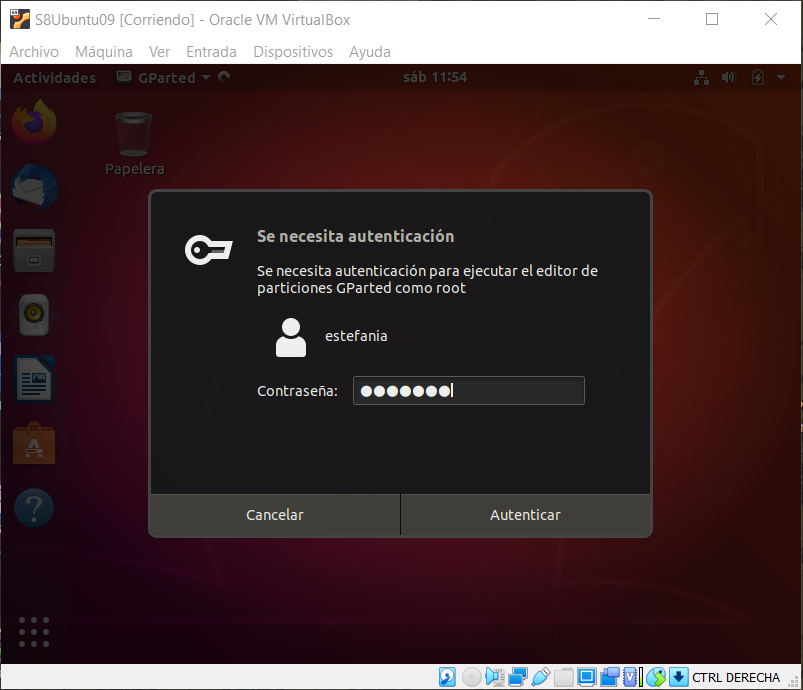 S8Ubuntu09 [Corriendo] - Oracle VM VirtualBox
Archivo Máquina Ver Entrada Dispositivos Ayuda
Actividades GParted sáb 11:54
Papelera
Se necesita autenticación
Se necesita autenticación para ejecutar el editor de
particiones GParted como root
estefania
Contraseña: ●●●●●●●
Cancelar Autenticar
CTRL DERECHA